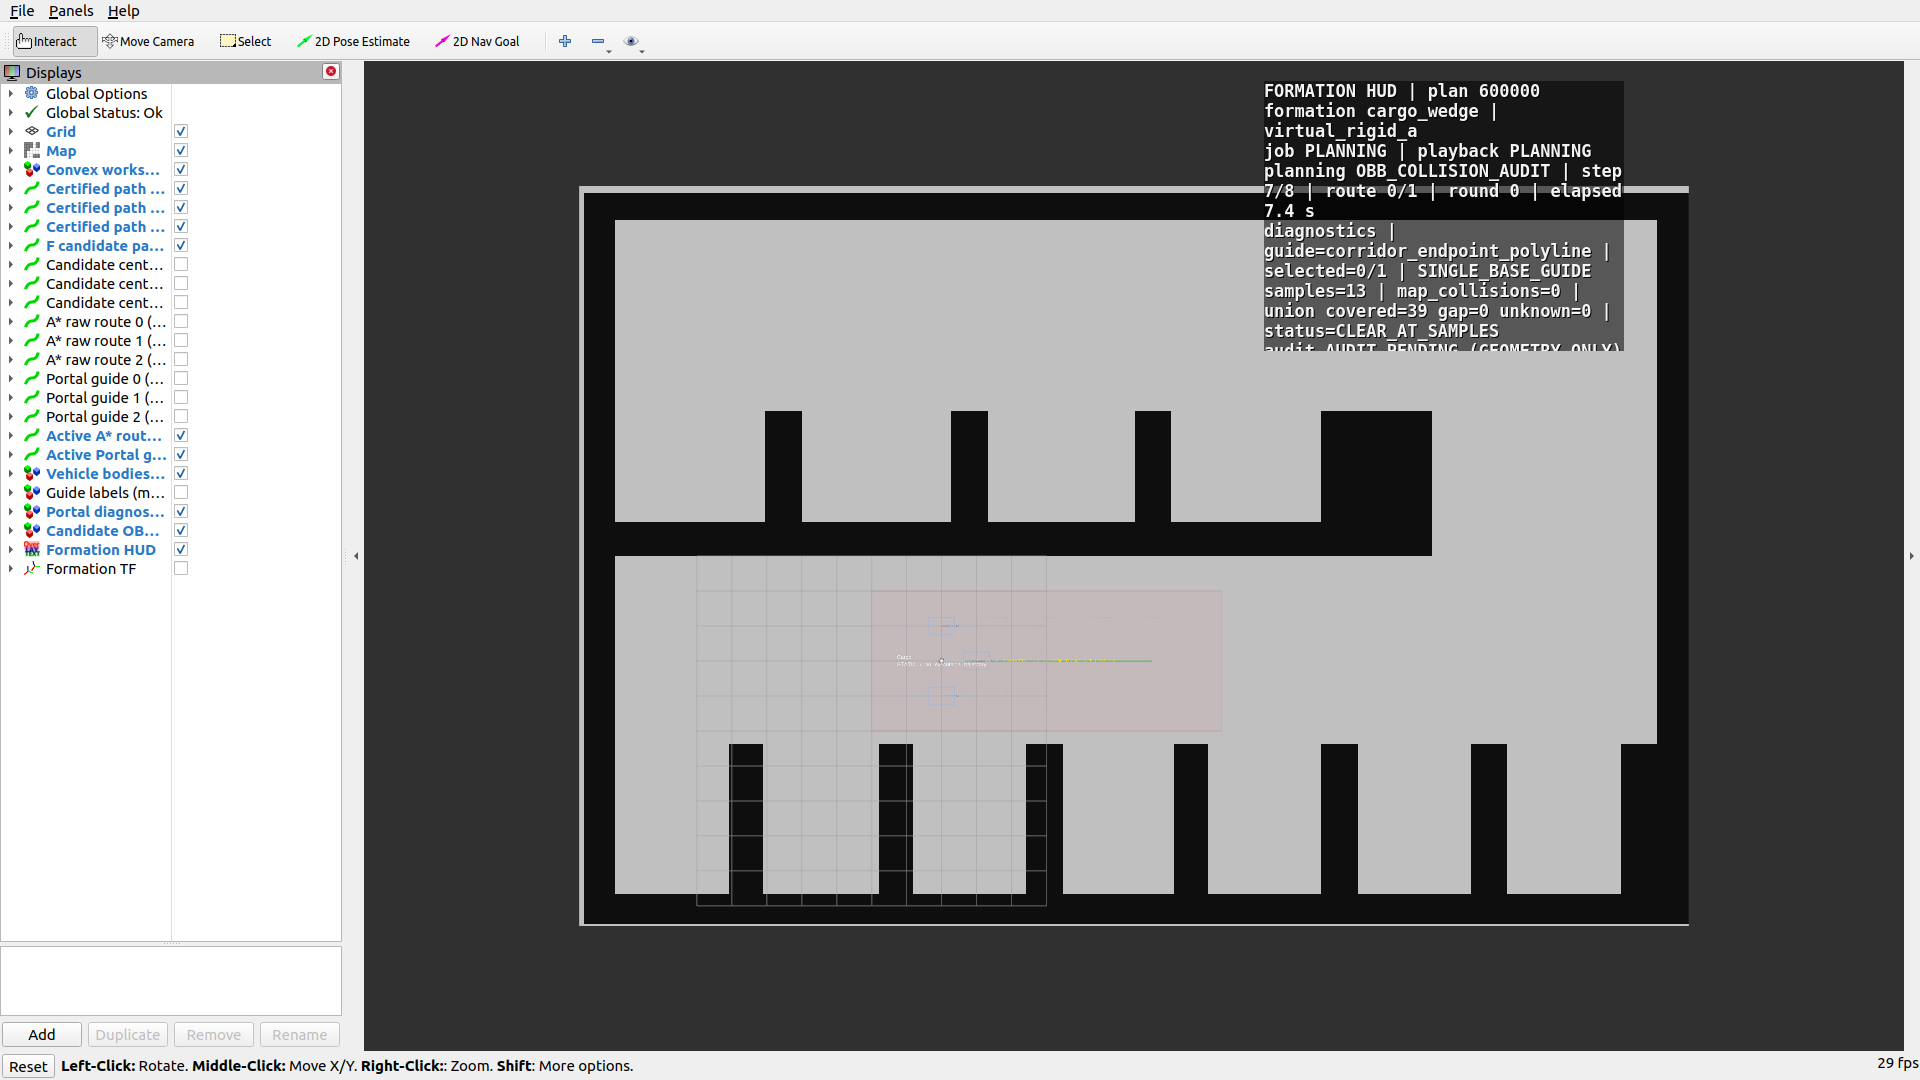 File Panels Help
Interact Move Camera Select 2D Pose Estimate 2D Nav Goal
Displays
Global Options
Global Status: Ok
Grid
Map
Convex works...
Certified path ...
Certified path ...
Certified path ...
F candidate pa...
Candidate cent...
Candidate cent...
Candidate cent...
A* raw route 0 (...
A* raw route 1 (...
A* raw route 2 (...
Portal guide 0 (...
Portal guide 1 (...
Portal guide 2 (...
Active A* rout...
Active Portal g...
Vehicle bodies...
Guide labels (m...
Portal diagnos...
Candidate OB...
Formation HUD
Formation TF
FORMATION HUD | plan 600000
formation cargo_wedge |
virtual_rigid_a
job PLANNING | playback PLANNING
planning OBB_COLLISION_AUDIT | step
7/8 | route 0/1 | round 0 | elapsed
7.4 s
diagnostics |
guide=corridor_endpoint_polyline |
selected=0/1 | SINGLE_BASE_GUIDE
samples=13 | map_collisions=0 |
union covered=39 gap=0 unknown=0 |
status=CLEAR_AT_SAMPLES
audit AUDIT_PENDING (GEOMETRY_ONLY)
Add Duplicate Remove Rename
Reset Left-Click: Rotate. Middle-Click: Move X/Y. Right-Click:: Zoom. Shift: More options. 29 fps